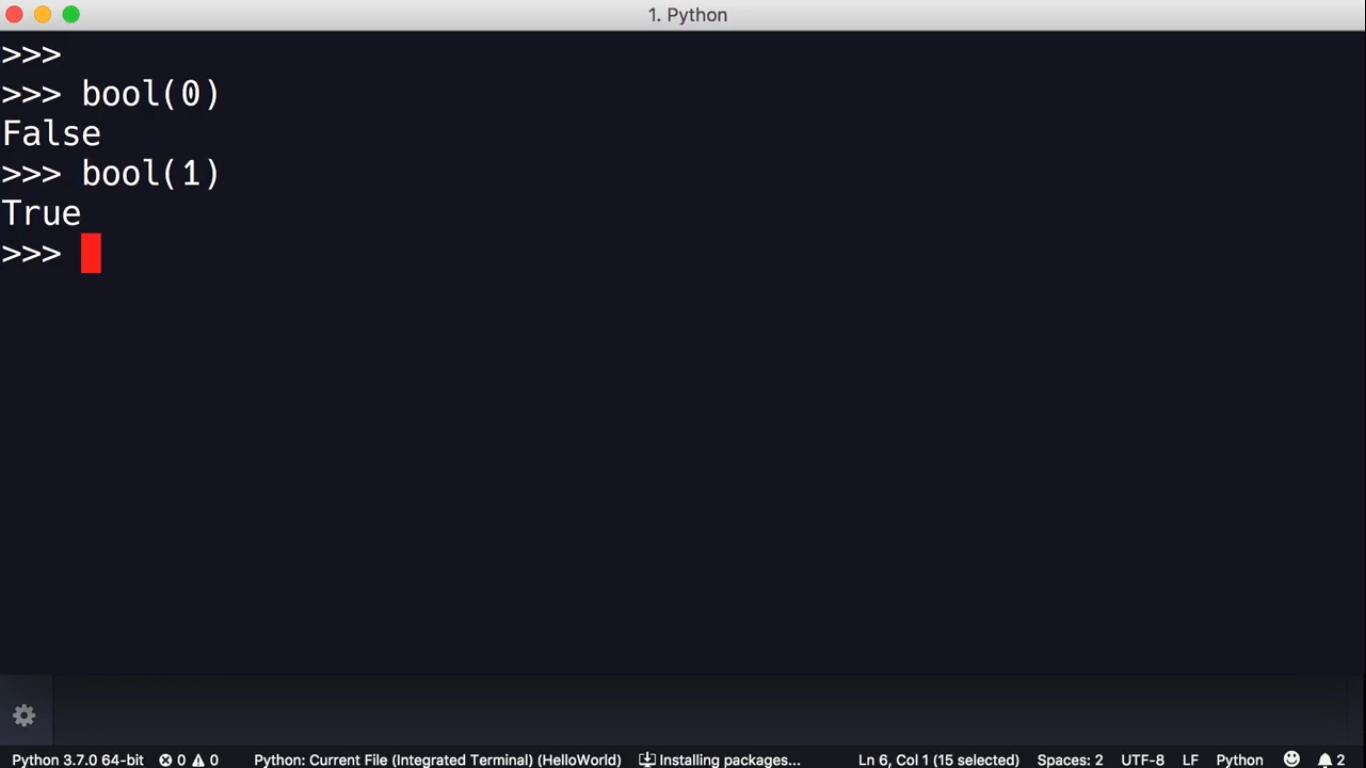 1. Python
>>>
>>> bool(0)
False
>>> bool(1)
True
>>>
Python 3.7.0 64-bit 0 0 Python: Current File (Integrated Terminal) (HelloWorld) Installing packages... Ln 6, Col 1 (15 selected) Spaces: 2 UTF-8 LF Python 2